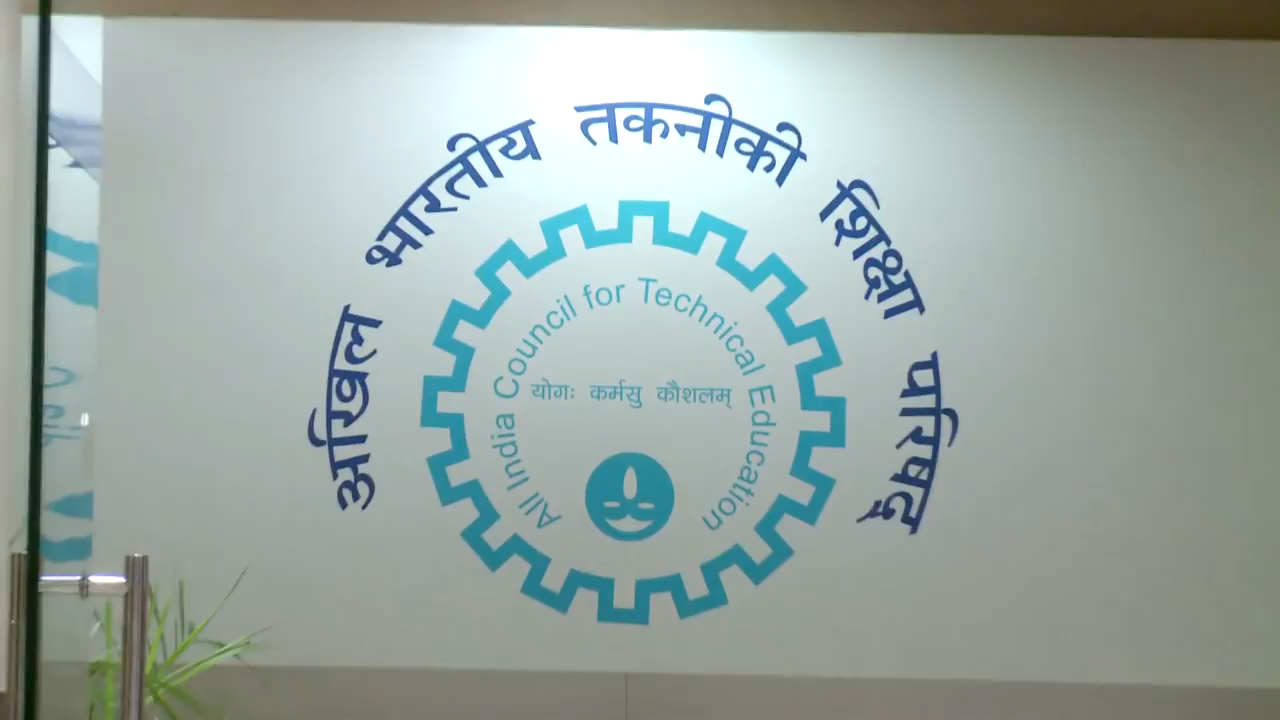 अखिल भारतीय तकनीकी शिक्षा परिषद्
All India Council for Technical Education
योगः कर्मसु कौशलम्